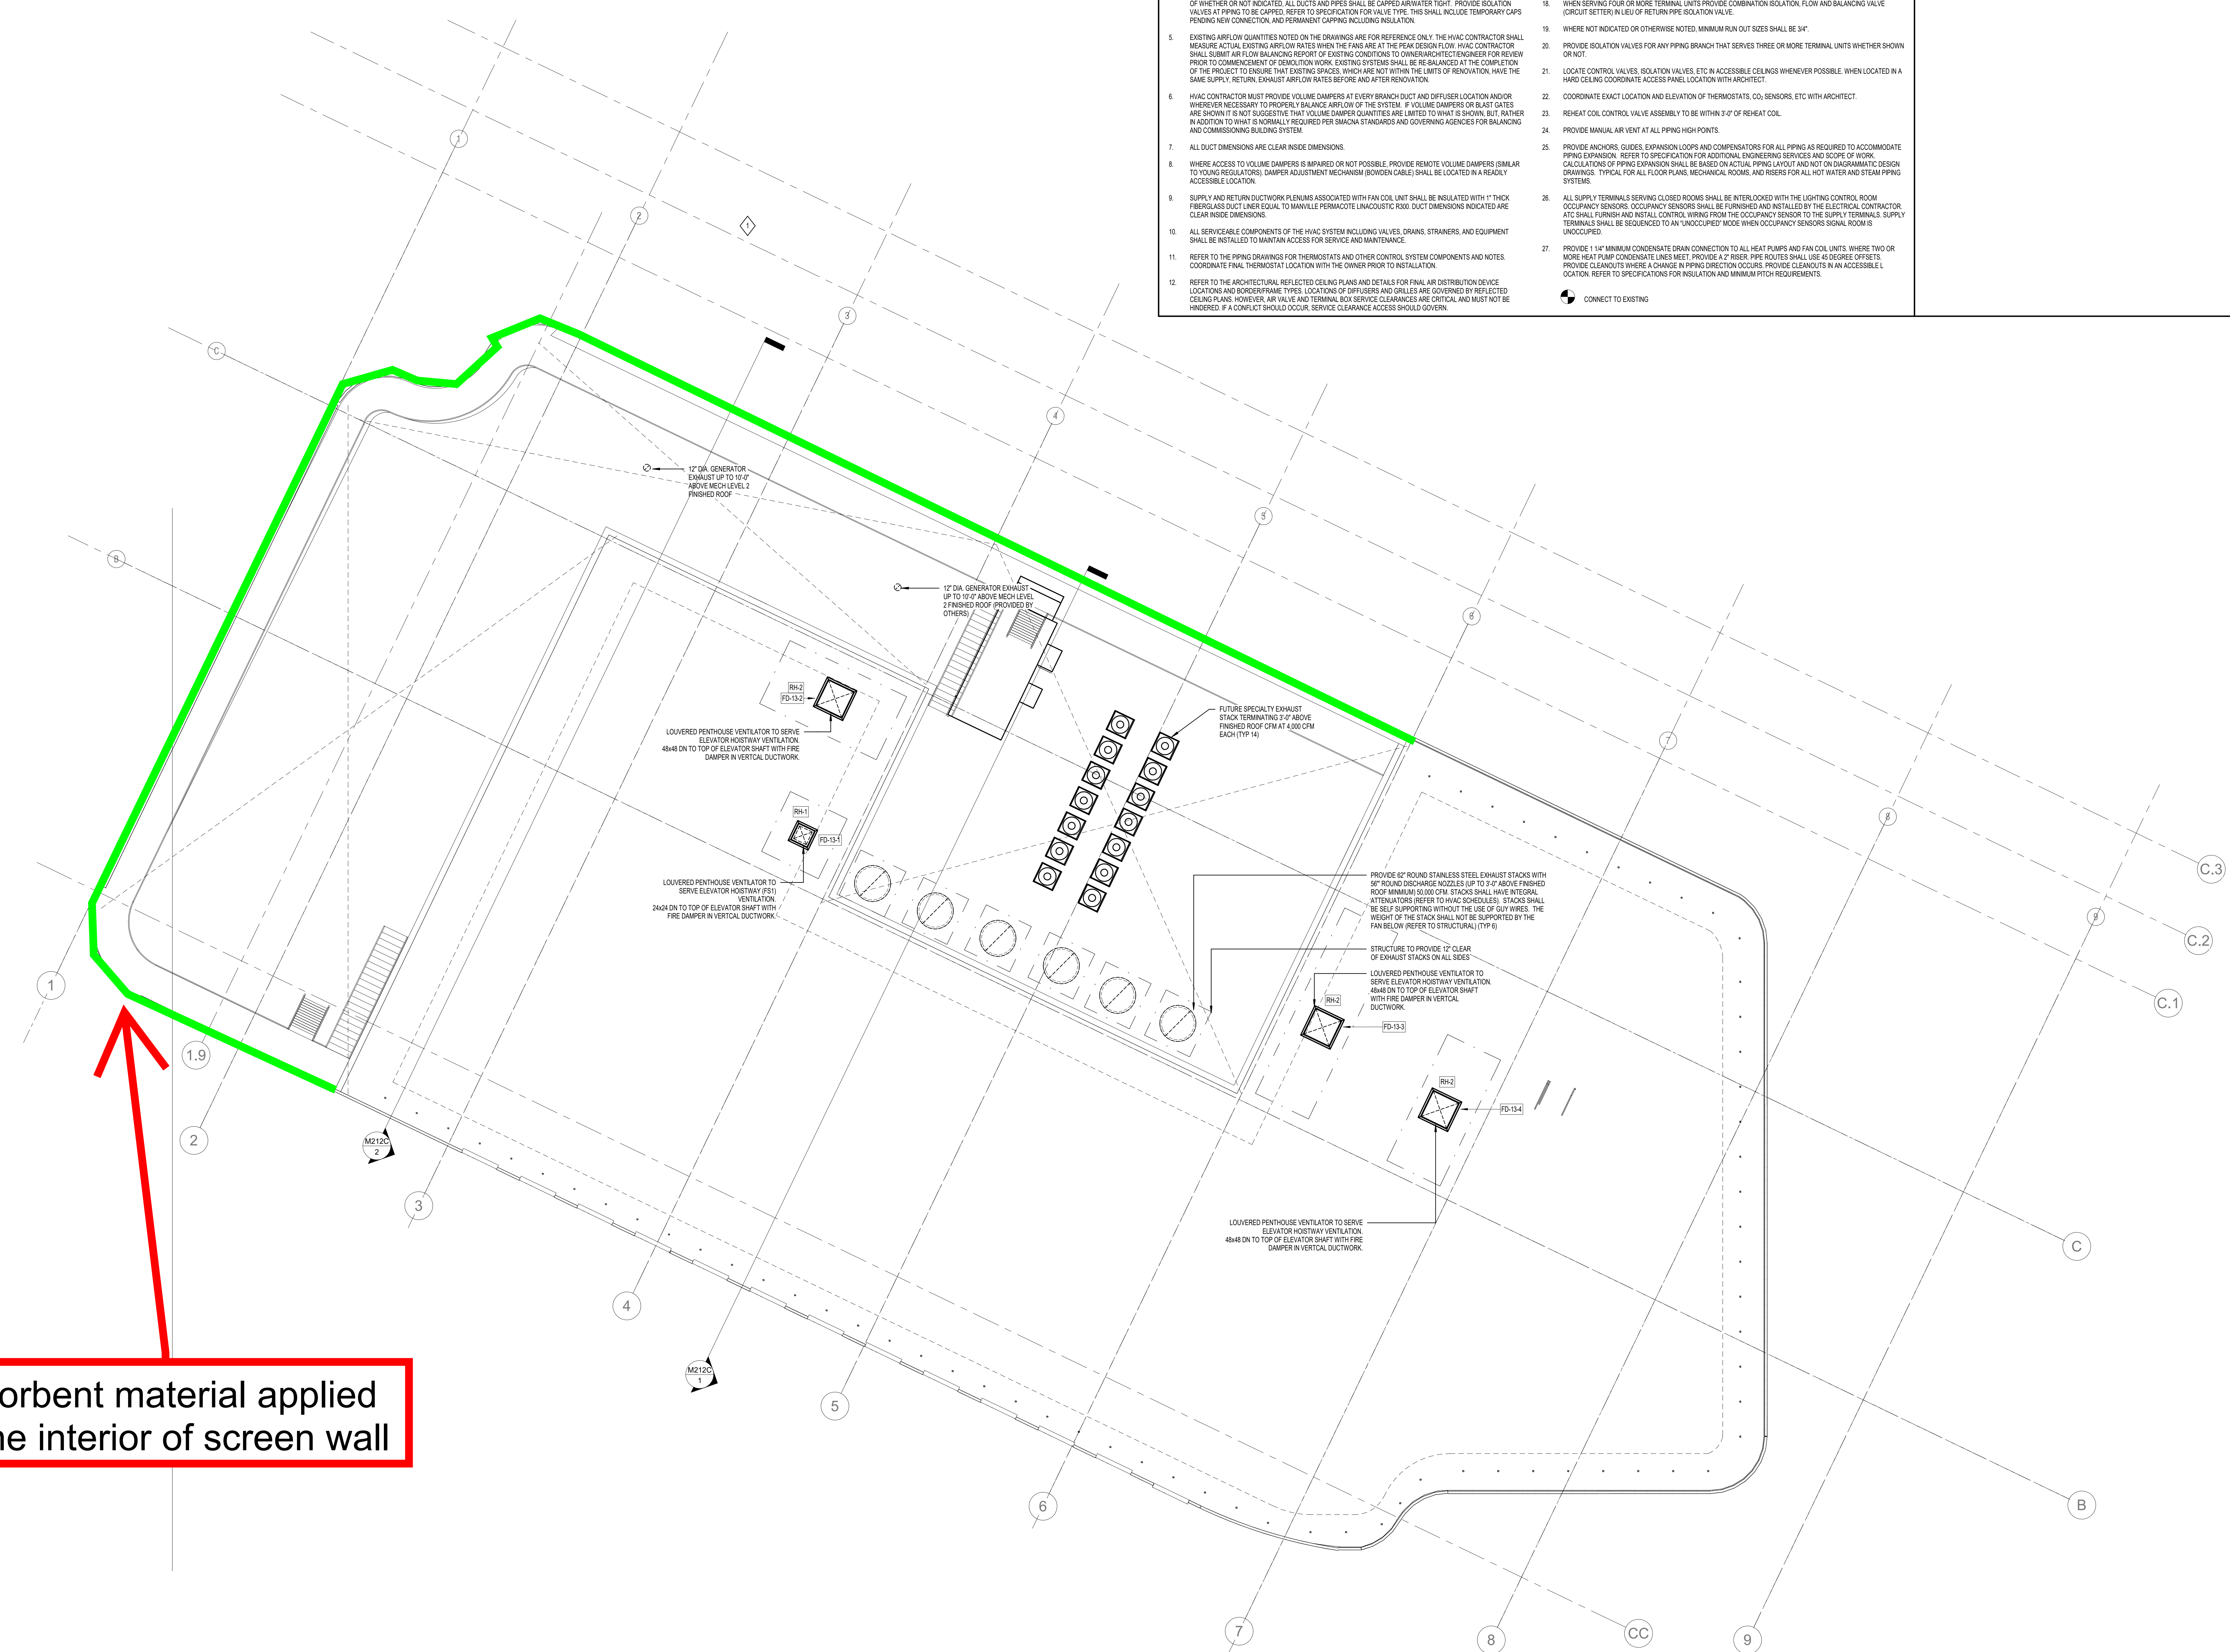 OF WHETHER OR NOT INDICATED, ALL DUCTS AND PIPES SHALL BE CAPPED AIR/WATER TIGHT. PROVIDE ISOLATION
VALVES AT PIPING TO BE CAPPED, REFER TO SPECIFICATION FOR VALVE TYPE. THIS SHALL INCLUDE TEMPORARY CAPS
PENDING NEW CONNECTION, AND PERMANENT CAPPING INCLUDING INSULATION.
5. EXISTING AIRFLOW QUANTITIES NOTED ON THE DRAWINGS ARE FOR REFERENCE ONLY. THE HVAC CONTRACTOR SHALL
MEASURE ACTUAL EXISTING AIRFLOW RATES WHEN THE FANS ARE AT THE PEAK DESIGN FLOW. HVAC CONTRACTOR
SHALL SUBMIT AIR FLOW BALANCING REPORT OF EXISTING CONDITIONS TO OWNER/ARCHITECT/ENGINEER FOR REVIEW
PRIOR TO COMMENCEMENT OF DEMOLITION WORK. EXISTING SYSTEMS SHALL BE RE-BALANCED AT THE COMPLETION
OF THE PROJECT TO ENSURE THAT EXISTING SPACES, WHICH ARE NOT WITHIN THE LIMITS OF RENOVATION, HAVE THE
SAME SUPPLY, RETURN, EXHAUST AIRFLOW RATES BEFORE AND AFTER RENOVATION.
6. HVAC CONTRACTOR MUST PROVIDE VOLUME DAMPERS AT EVERY BRANCH DUCT AND DIFFUSER LOCATION AND/OR
WHEREVER NECESSARY TO PROPERLY BALANCE AIRFLOW OF THE SYSTEM. IF VOLUME DAMPERS OR BLAST GATES
ARE SHOWN IT IS NOT SUGGESTIVE THAT VOLUME DAMPER QUANTITIES ARE LIMITED TO WHAT IS SHOWN; BUT, RATHER
IN ADDITION TO WHAT IS NORMALLY REQUIRED PER SMACNA STANDARDS AND GOVERNING AGENCIES FOR BALANCING
AND COMMISSIONING BUILDING SYSTEM.
7. ALL DUCT DIMENSIONS ARE CLEAR INSIDE DIMENSIONS.
8. WHERE ACCESS TO VOLUME DAMPERS IS IMPAIRED OR NOT POSSIBLE, PROVIDE REMOTE VOLUME DAMPERS (SIMILAR
TO YOUNG REGULATORS). DAMPER ADJUSTMENT MECHANISM (BOWDEN CABLE) SHALL BE LOCATED IN A READILY
ACCESSIBLE LOCATION.
9. SUPPLY AND RETURN DUCTWORK PLENUMS ASSOCIATED WITH FAN COIL UNIT SHALL BE INSULATED WITH 1" THICK
FIBERGLASS DUCT LINER EQUAL TO MANVILLE PERMACOTE LINACOUSTIC R300. DUCT DIMENSIONS INDICATED ARE
CLEAR INSIDE DIMENSIONS.
10. ALL SERVICEABLE COMPONENTS OF THE HVAC SYSTEM INCLUDING VALVES, DRAINS, STRAINERS, AND EQUIPMENT
SHALL BE INSTALLED TO MAINTAIN ACCESS FOR SERVICE AND MAINTENANCE.
11. REFER TO THE PIPING DRAWINGS FOR THERMOSTATS AND OTHER CONTROL SYSTEM COMPONENTS AND NOTES.
COORDINATE FINAL THERMOSTAT LOCATION WITH THE OWNER PRIOR TO INSTALLATION.
12. REFER TO THE ARCHITECTURAL REFLECTED CEILING PLANS AND DETAILS FOR FINAL AIR DISTRIBUTION DEVICE
LOCATIONS AND BORDER/FRAME TYPES. LOCATIONS OF DIFFUSERS AND GRILLES ARE GOVERNED BY REFLECTED
CEILING PLANS. HOWEVER, AIR VALVE AND TERMINAL BOX SERVICE CLEARANCES ARE CRITICAL AND MUST NOT BE
HINDERED. IF A CONFLICT SHOULD OCCUR, SERVICE CLEARANCE ACCESS SHOULD GOVERN.
18. WHEN SERVING FOUR OR MORE TERMINAL UNITS PROVIDE COMBINATION ISOLATION, FLOW AND BALANCING VALVE
(CIRCUIT SETTER) IN LIEU OF RETURN PIPE ISOLATION VALVE.
19. WHERE NOT INDICATED OR OTHERWISE NOTED, MINIMUM RUN OUT SIZES SHALL BE 3/4".
20. PROVIDE ISOLATION VALVES FOR ANY PIPING BRANCH THAT SERVES THREE OR MORE TERMINAL UNITS WHETHER SHOWN
OR NOT.
21. LOCATE CONTROL VALVES, ISOLATION VALVES, ETC IN ACCESSIBLE CEILINGS WHENEVER POSSIBLE. WHEN LOCATED IN A
HARD CEILING COORDINATE ACCESS PANEL LOCATION WITH ARCHITECT.
22. COORDINATE EXACT LOCATION AND ELEVATION OF THERMOSTATS, CO₂ SENSORS, ETC WITH ARCHITECT.
23. REHEAT COIL CONTROL VALVE ASSEMBLY TO BE WITHIN 3'-0" OF REHEAT COIL.
24. PROVIDE MANUAL AIR VENT AT ALL PIPING HIGH POINTS.
25. PROVIDE ANCHORS, GUIDES, EXPANSION LOOPS AND COMPENSATORS FOR ALL PIPING AS REQUIRED TO ACCOMMODATE
PIPING EXPANSION. REFER TO SPECIFICATION FOR ADDITIONAL ENGINEERING SERVICES AND SCOPE OF WORK.
CALCULATIONS OF PIPING EXPANSION SHALL BE BASED ON ACTUAL PIPING LAYOUT AND NOT ON DIAGRAMMATIC DESIGN
DRAWINGS. TYPICAL FOR ALL FLOOR PLANS, MECHANICAL ROOMS, AND RISERS FOR ALL HOT WATER AND STEAM PIPING
SYSTEMS.
26. ALL SUPPLY TERMINALS SERVING CLOSED ROOMS SHALL BE INTERLOCKED WITH THE LIGHTING CONTROL ROOM
OCCUPANCY SENSORS. OCCUPANCY SENSORS SHALL BE FURNISHED AND INSTALLED BY THE ELECTRICAL CONTRACTOR.
ATC SHALL FURNISH AND INSTALL CONTROL WIRING FROM THE OCCUPANCY SENSOR TO THE SUPPLY TERMINALS. SUPPLY
TERMINALS SHALL BE SEQUENCED TO AN "UNOCCUPIED" MODE WHEN OCCUPANCY SENSORS SIGNAL ROOM IS
UNOCCUPIED.
27. PROVIDE 1 1/4" MINIMUM CONDENSATE DRAIN CONNECTION TO ALL HEAT PUMPS AND FAN COIL UNITS. WHERE TWO OR
MORE HEAT PUMP CONDENSATE LINES MEET, PROVIDE A 2" RISER. PIPE ROUTES SHALL USE 45 DEGREE OFFSETS.
PROVIDE CLEANOUTS WHERE A CHANGE IN PIPING DIRECTION OCCURS. PROVIDE CLEANOUTS IN AN ACCESSIBLE L
OCATION. REFER TO SPECIFICATIONS FOR INSULATION AND MINIMUM PITCH REQUIREMENTS.
CONNECT TO EXISTING
1
2
1
3
C
4
5
B
6
7
8
9
12" DIA. GENERATOR
EXHAUST UP TO 10'-0"
ABOVE MECH LEVEL 2
FINISHED ROOF
12" DIA. GENERATOR EXHAUST
UP TO 10'-0" ABOVE MECH LEVEL
2 FINISHED ROOF (PROVIDED BY
OTHERS)
RH-2
FD-13-2
LOUVERED PENTHOUSE VENTILATOR TO SERVE
ELEVATOR HOISTWAY VENTILATION.
48x48 DN TO TOP OF ELEVATOR SHAFT WITH FIRE
DAMPER IN VERTCAL DUCTWORK.
FUTURE SPECIALTY EXHAUST
STACK TERMINATING 3'-0" ABOVE
FINISHED ROOF CFM AT 4,000 CFM
EACH (TYP 14)
RH-1
FD-13-1
LOUVERED PENTHOUSE VENTILATOR TO
SERVE ELEVATOR HOISTWAY (FS1)
VENTILATION.
24x24 DN TO TOP OF ELEVATOR SHAFT WITH
FIRE DAMPER IN VERTCAL DUCTWORK.
PROVIDE 62" ROUND STAINLESS STEEL EXHAUST STACKS WITH
56" ROUND DISCHARGE NOZZLES (UP TO 3'-0" ABOVE FINISHED
ROOF MINMIUM) 50,000 CFM. STACKS SHALL HAVE INTEGRAL
ATTENUATORS (REFER TO HVAC SCHEDULES). STACKS SHALL
BE SELF SUPPORTING WITHOUT THE USE OF GUY WIRES. THE
WEIGHT OF THE STACK SHALL NOT BE SUPPORTED BY THE
FAN BELOW (REFER TO STRUCTURAL) (TYP 6)
STRUCTURE TO PROVIDE 12" CLEAR
OF EXHAUST STACKS ON ALL SIDES
LOUVERED PENTHOUSE VENTILATOR TO
SERVE ELEVATOR HOISTWAY VENTILATION.
48x48 DN TO TOP OF ELEVATOR SHAFT
WITH FIRE DAMPER IN VERTCAL
DUCTWORK.
RH-2
FD-13-3
RH-2
FD-13-4
LOUVERED PENTHOUSE VENTILATOR TO SERVE
ELEVATOR HOISTWAY VENTILATION.
48x48 DN TO TOP OF ELEVATOR SHAFT WITH FIRE
DAMPER IN VERTCAL DUCTWORK.
C.3
C.2
C.1
C
B
CC
1
1.9
2
M212C
2
3
4
M212C
1
5
6
7
8
9
orbent material applied
ne interior of screen wall